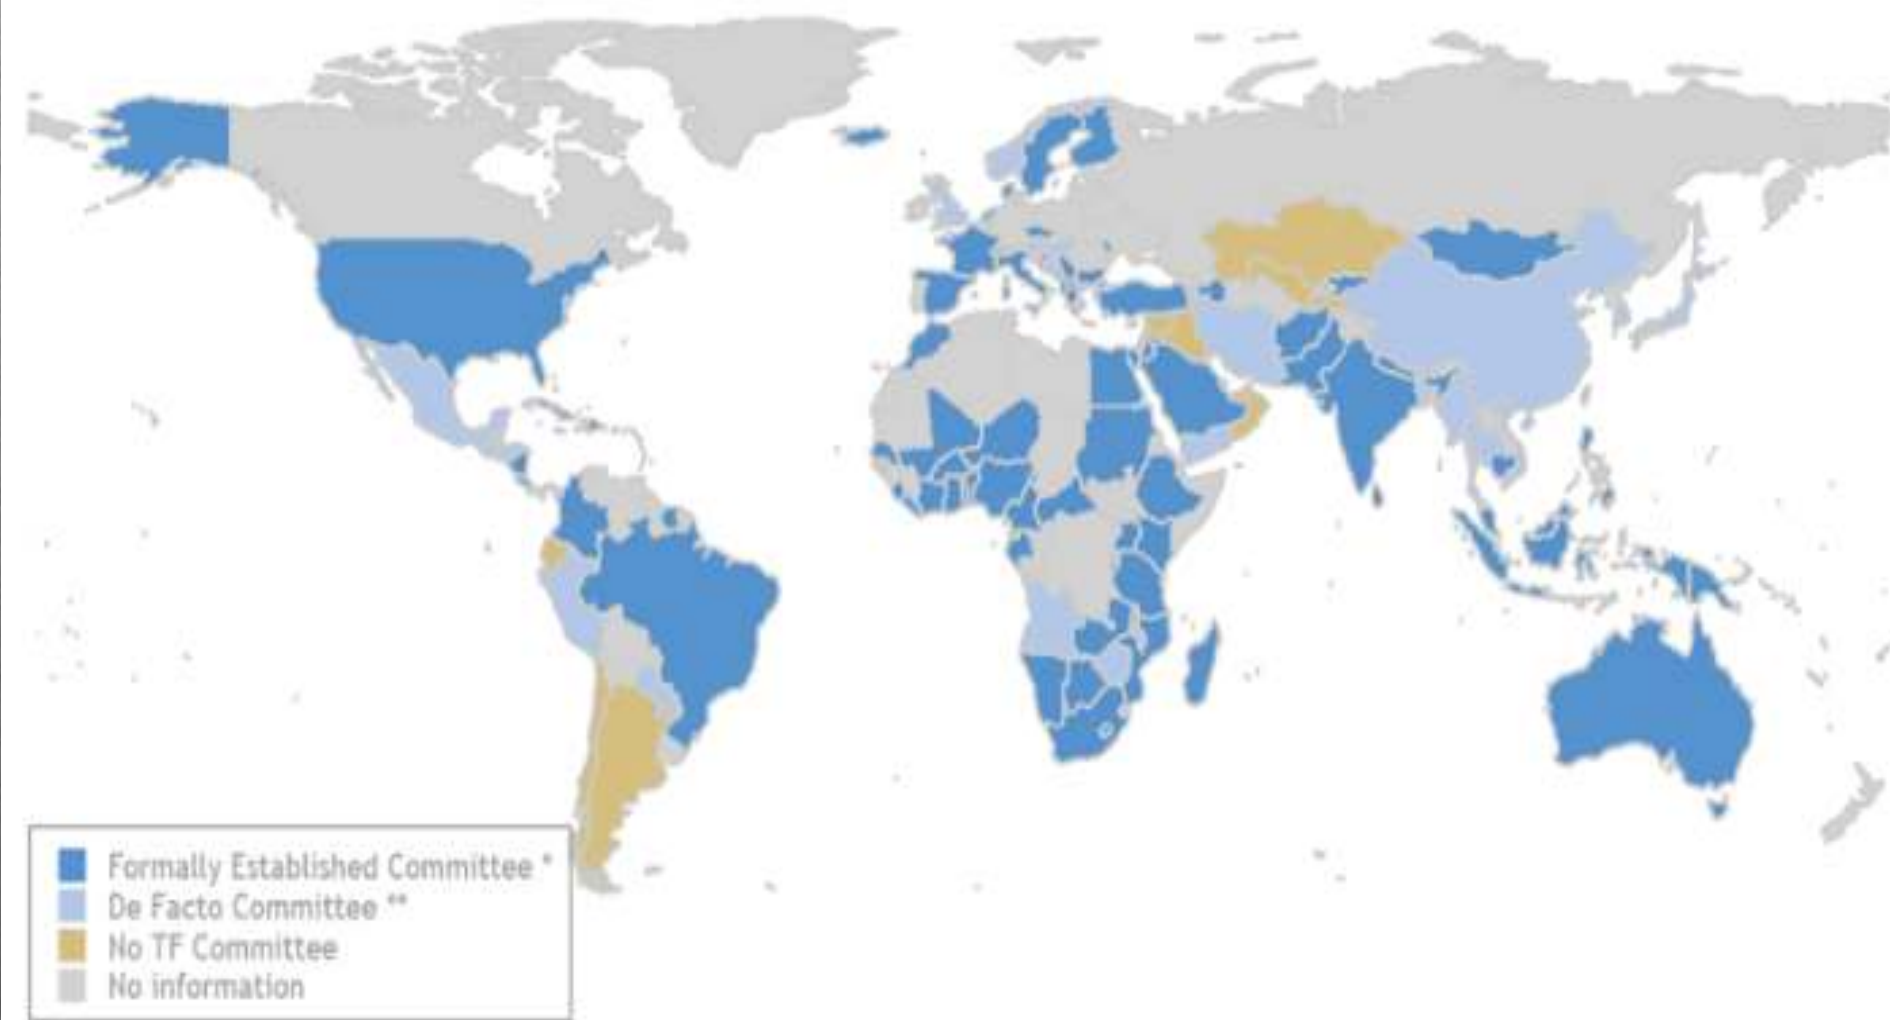 Formally Established Committee *
De Facto Committee **
No TF Committee
No information